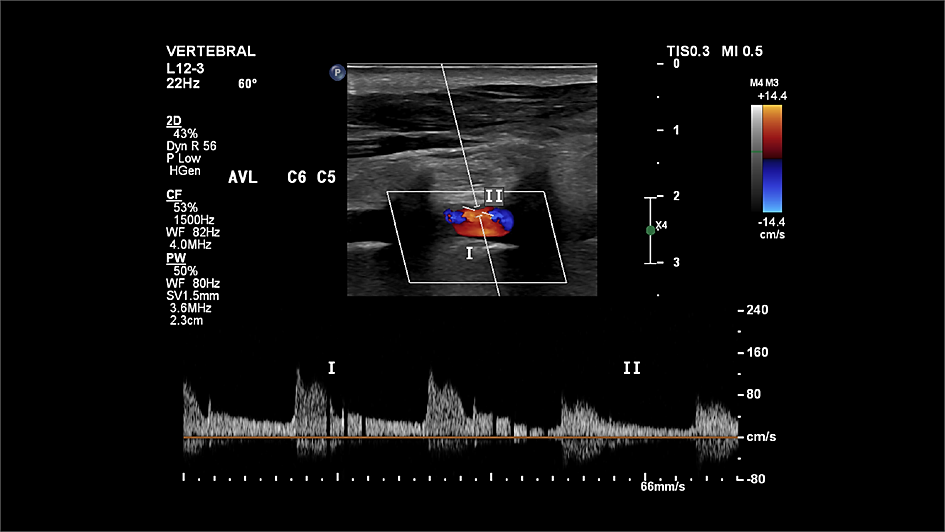 VERTEBRAL
L12-3
22Hz 60°
2D
43%
Dyn R 56
P Low
HGen
CF
53%
1500Hz
WF 82Hz
4.0MHz
PW
50%
WF 80Hz
SV1.5mm
3.6MHz
2.3cm
AVL C6 C5
P
II
I
TIS0.3 MI 0.5
0
1
2
X4
3
M4 M3
+14.4
-14.4
cm/s
I
II
240
160
80
cm/s
-80
66mm/s